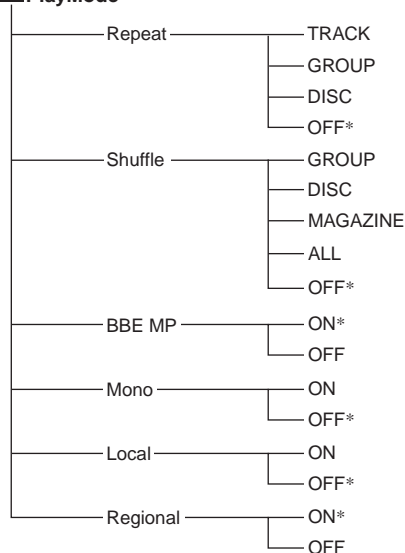 PlayMode
Repeat TRACK
GROUP
DISC
OFF*
Shuffle GROUP
DISC
MAGAZINE
ALL
OFF*
BBE MP ON*
OFF
Mono ON
OFF*
Local ON
OFF*
Regional ON*
OFF